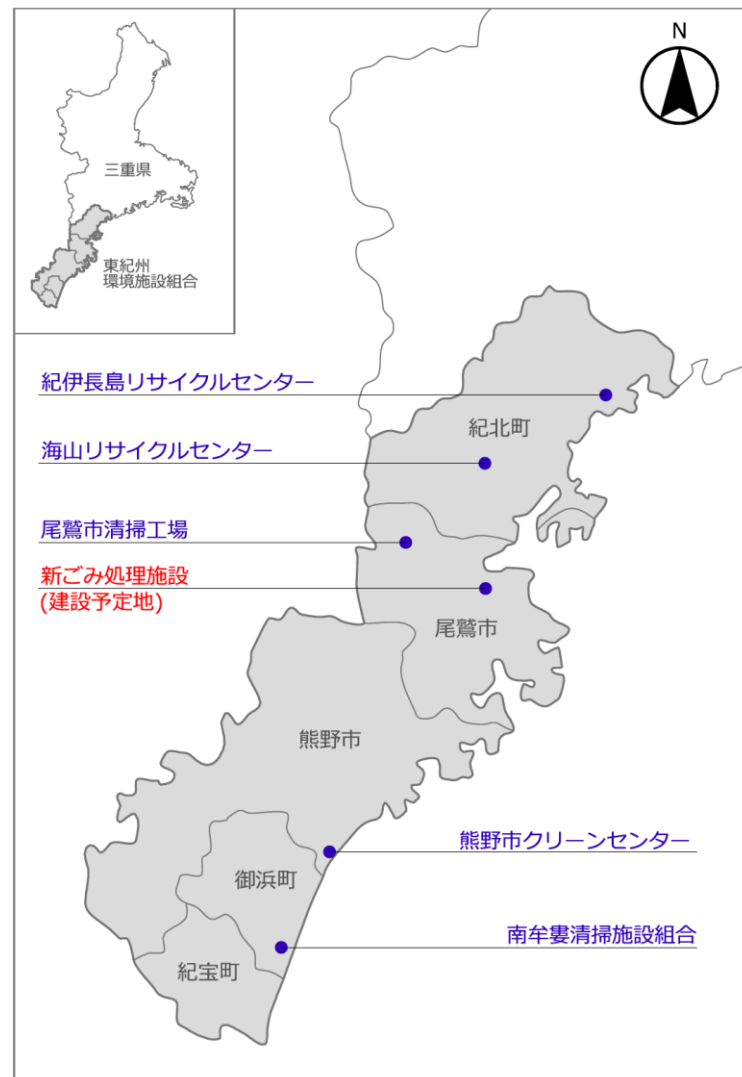 N
三重県
東紀州
環境施設組合
紀伊長島リサイクルセンター
紀北町
海山リサイクルセンター
尾鷲市清掃工場
新ごみ処理施設
(建設予定地)
尾鷲市
熊野市
熊野市クリーンセンター
御浜町
南牟婁清掃施設組合
紀宝町